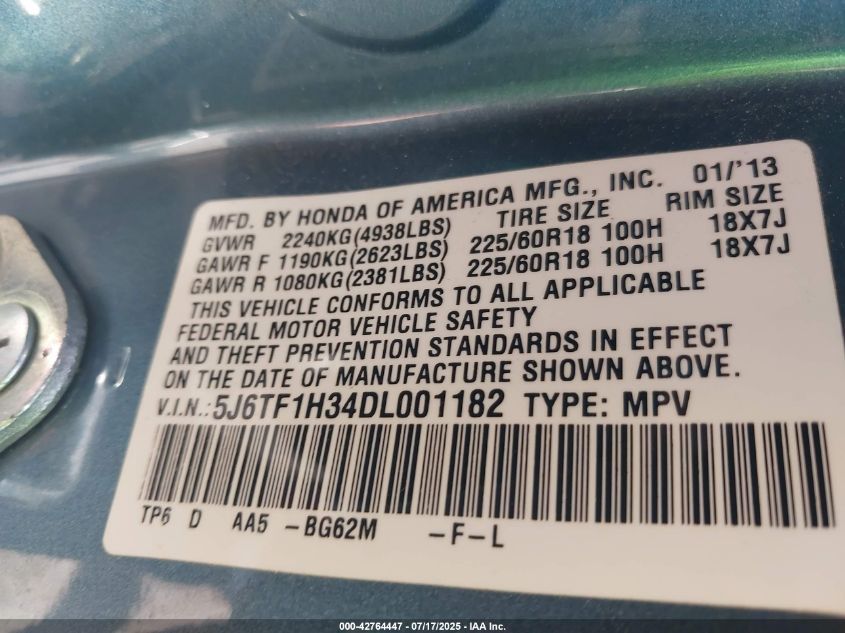 MFD. BY HONDA OF AMERICA MFG., INC. 01/'13
GVWR 2240KG(4938LBS) TIRE SIZE RIM SIZE
GAWR F 1190KG(2623LBS) 225/60R18 100H 18X7J
GAWR R 1080KG(2381LBS) 225/60R18 100H 18X7J
THIS VEHICLE CONFORMS TO ALL APPLICABLE
FEDERAL MOTOR VEHICLE SAFETY
AND THEFT PREVENTION STANDARDS IN EFFECT
ON THE DATE OF MANUFACTURE SHOWN ABOVE.
V.I.N.: 5J6TF1H34DL001182 TYPE: MPV
TP6 D AA5 -BG62M -F-L
000-42764447 - 07/17/2025 - IAA Inc.